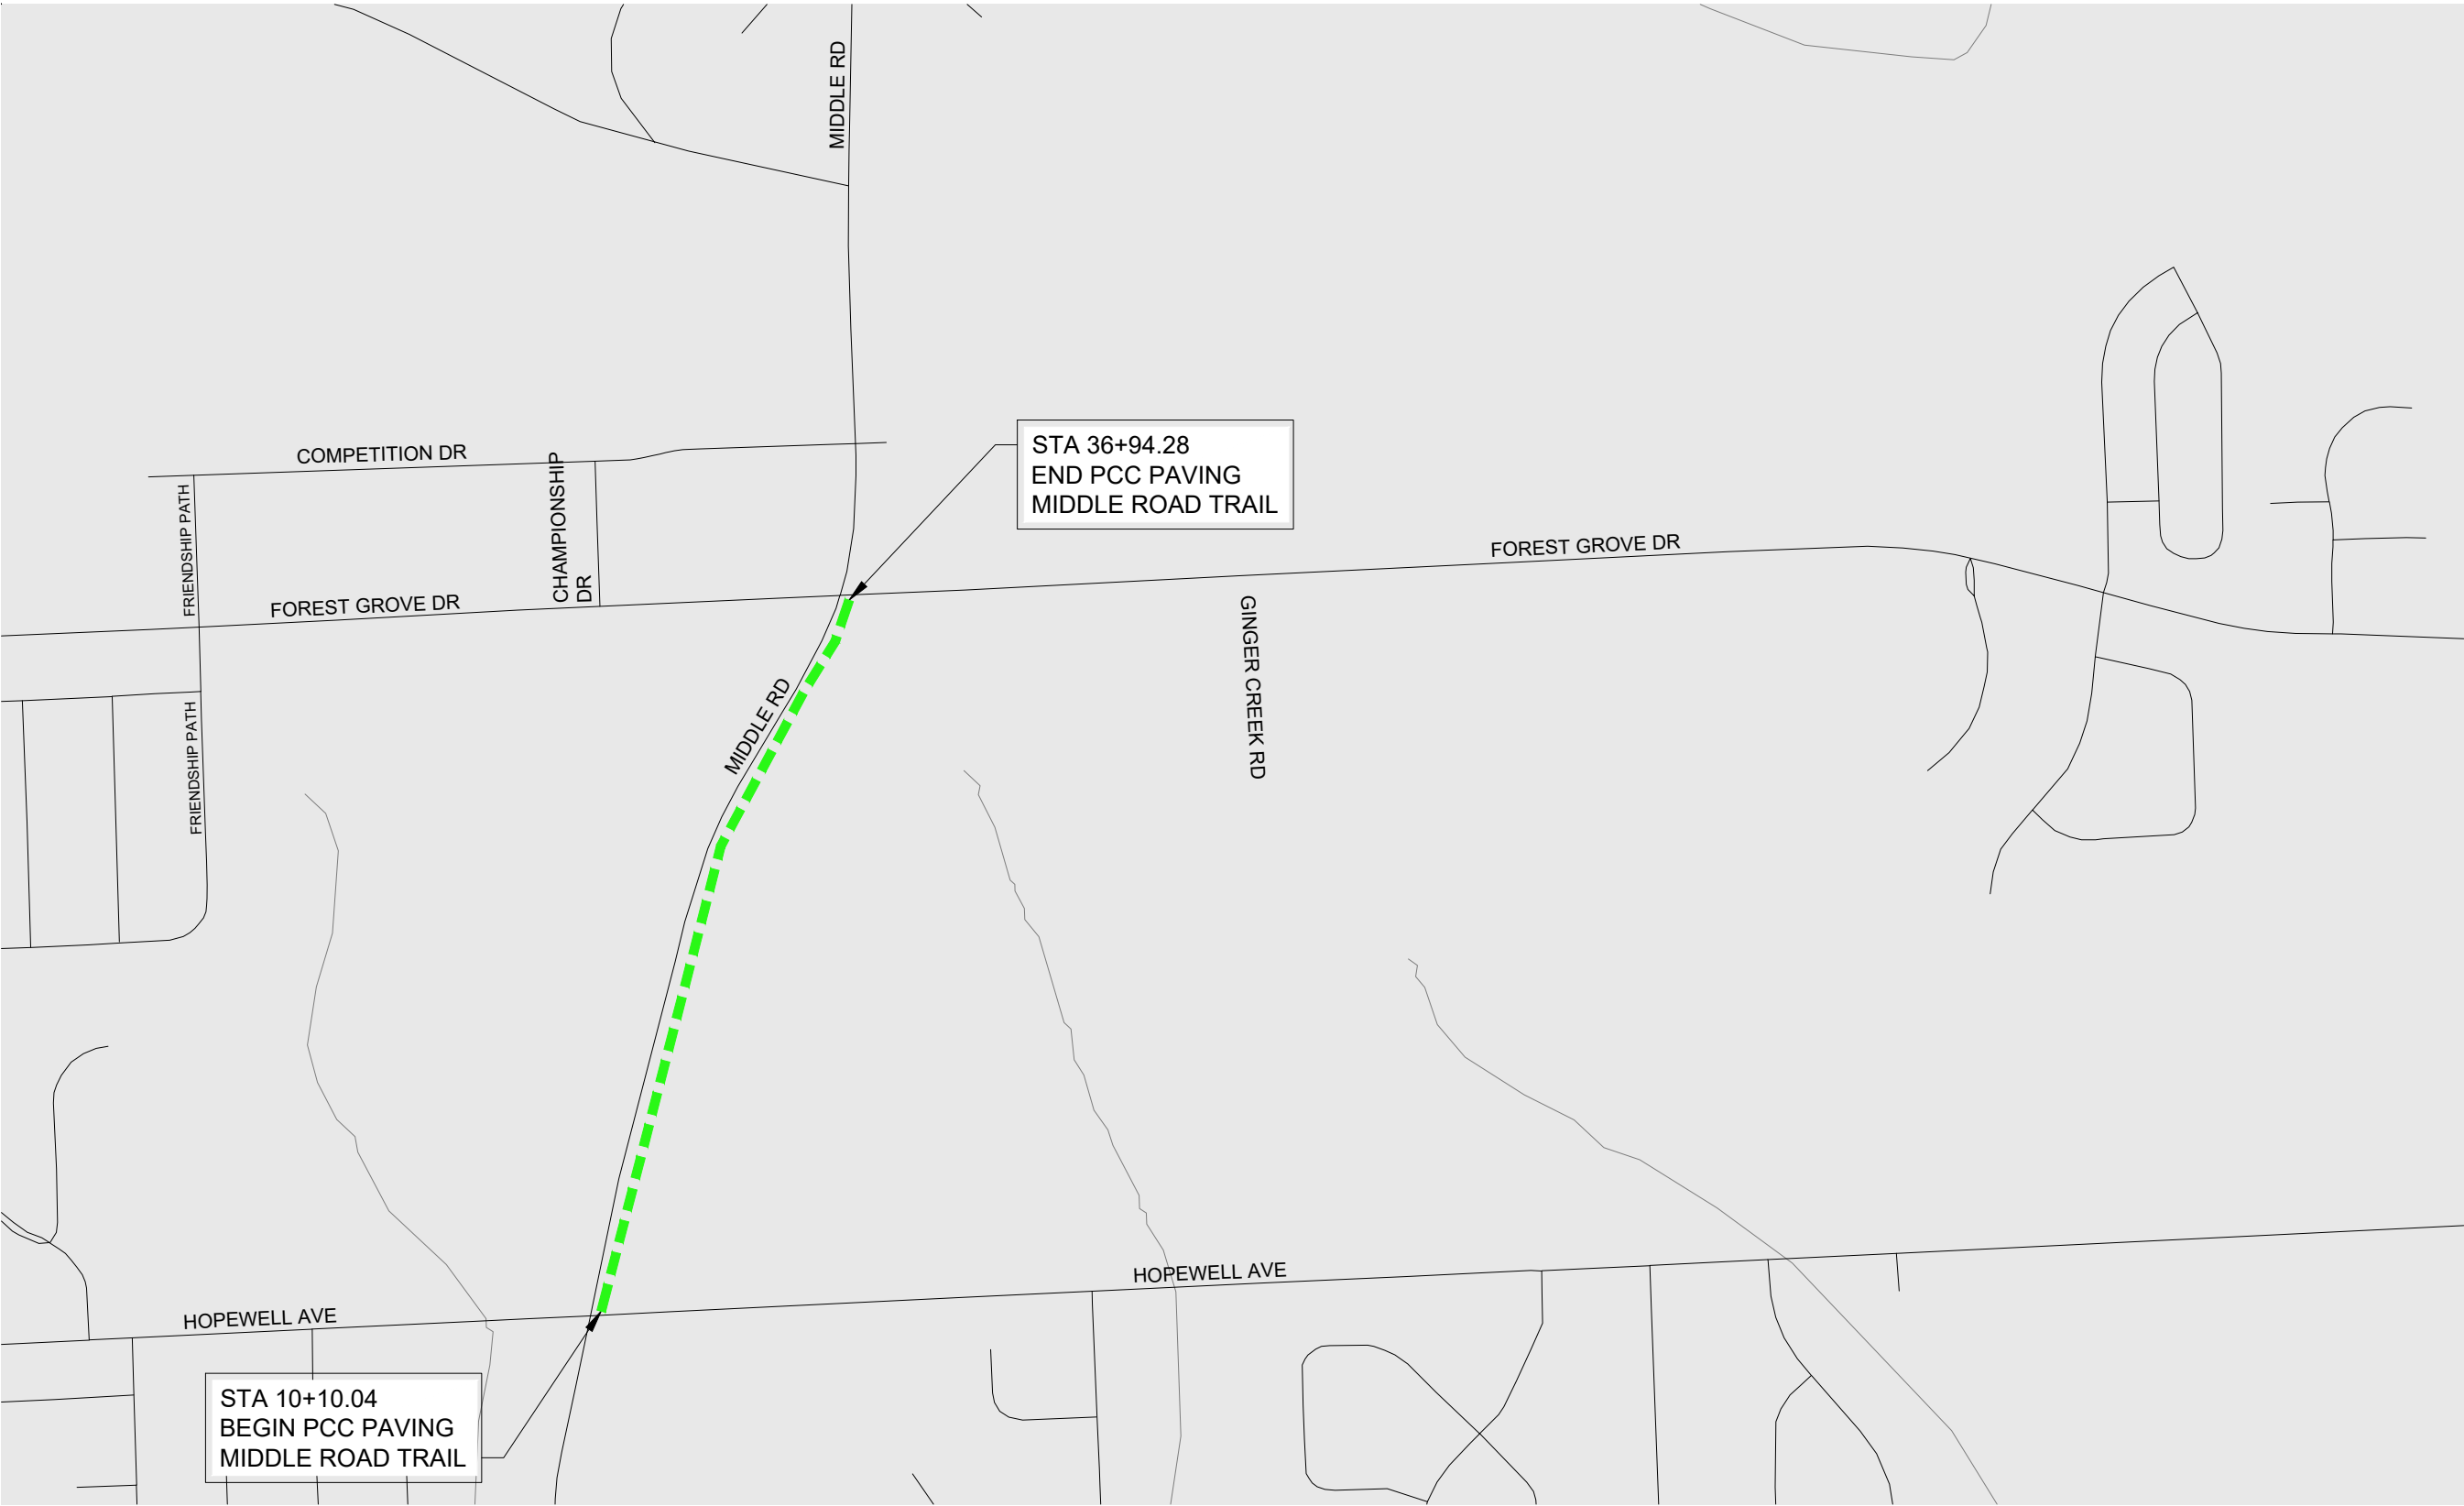 MIDDLE RD
COMPETITION DR
CHAMPIONSHIP
DR
FRIENDSHIP PATH
STA 36+94.28
END PCC PAVING
MIDDLE ROAD TRAIL
FOREST GROVE DR
FOREST GROVE DR
GINGER CREEK RD
MIDDLE RD
FRIENDSHIP PATH
HOPEWELL AVE
HOPEWELL AVE
STA 10+10.04
BEGIN PCC PAVING
MIDDLE ROAD TRAIL